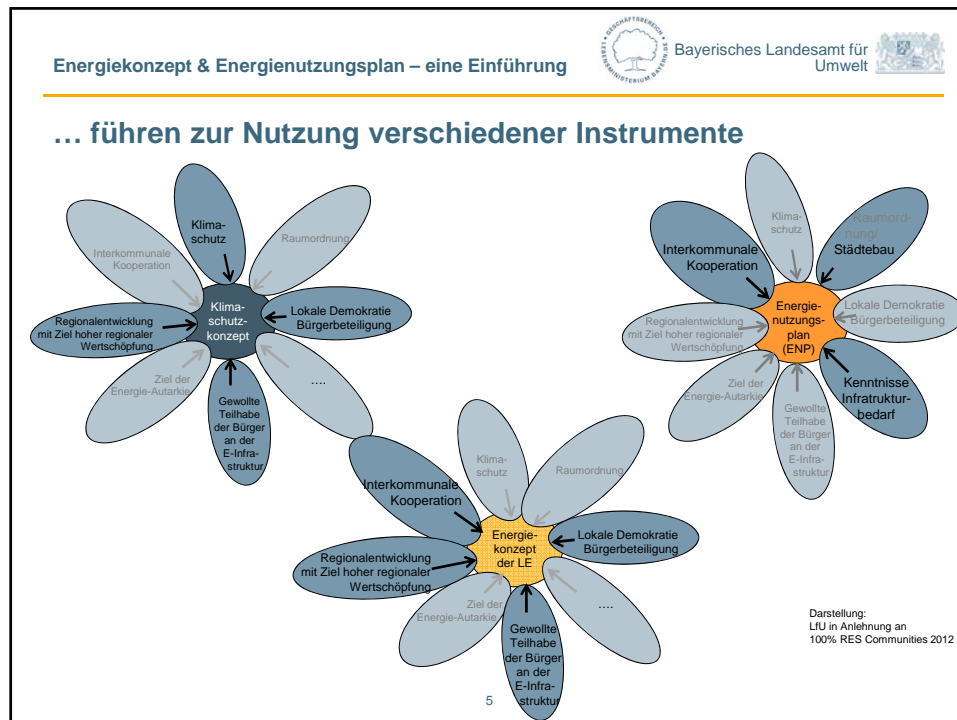 Energiekonzept & Energienutzungsplan – eine Einführung
GESCHÄFTSBEREICH DE
LEBENSMINISTERIUM BAYERN
Bayerisches Landesamt für
Umwelt
… führen zur Nutzung verschiedener Instrumente
Klima-
schutz
Raumordnung
Interkommunale
Kooperation
Klima-
schutz-
konzept
Lokale Demokratie
Bürgerbeteiligung
Regionalentwicklung
mit Ziel hoher regionaler
Wertschöpfung
Ziel der
Energie-Autarkie
....
Gewollte
Teilhabe
der Bürger
an der
E-Infra-
struktur
Klima-
schutz
Raumord-
nung/
Städtebau
Interkommunale
Kooperation
Energie-
nutzungs-
plan
(ENP)
Lokale Demokratie
Bürgerbeteiligung
Regionalentwicklung
mit Ziel hoher regionaler
Wertschöpfung
Ziel der
Energie-Autarkie
Kenntnisse
Infratruktur-
bedarf
Gewollte
Teilhabe
der Bürger
an der
E-Infra-
struktur
Klima-
schutz
Raumordnung
Interkommunale
Kooperation
Energie-
konzept
der LE
Lokale Demokratie
Bürgerbeteiligung
Regionalentwicklung
mit Ziel hoher regionaler
Wertschöpfung
Ziel der
Energie-Autarkie
....
Gewollte
Teilhabe
der Bürger
an der
E-Infra-
struktur
Darstellung:
LfU in Anlehnung an
100% RES Communities 2012
5